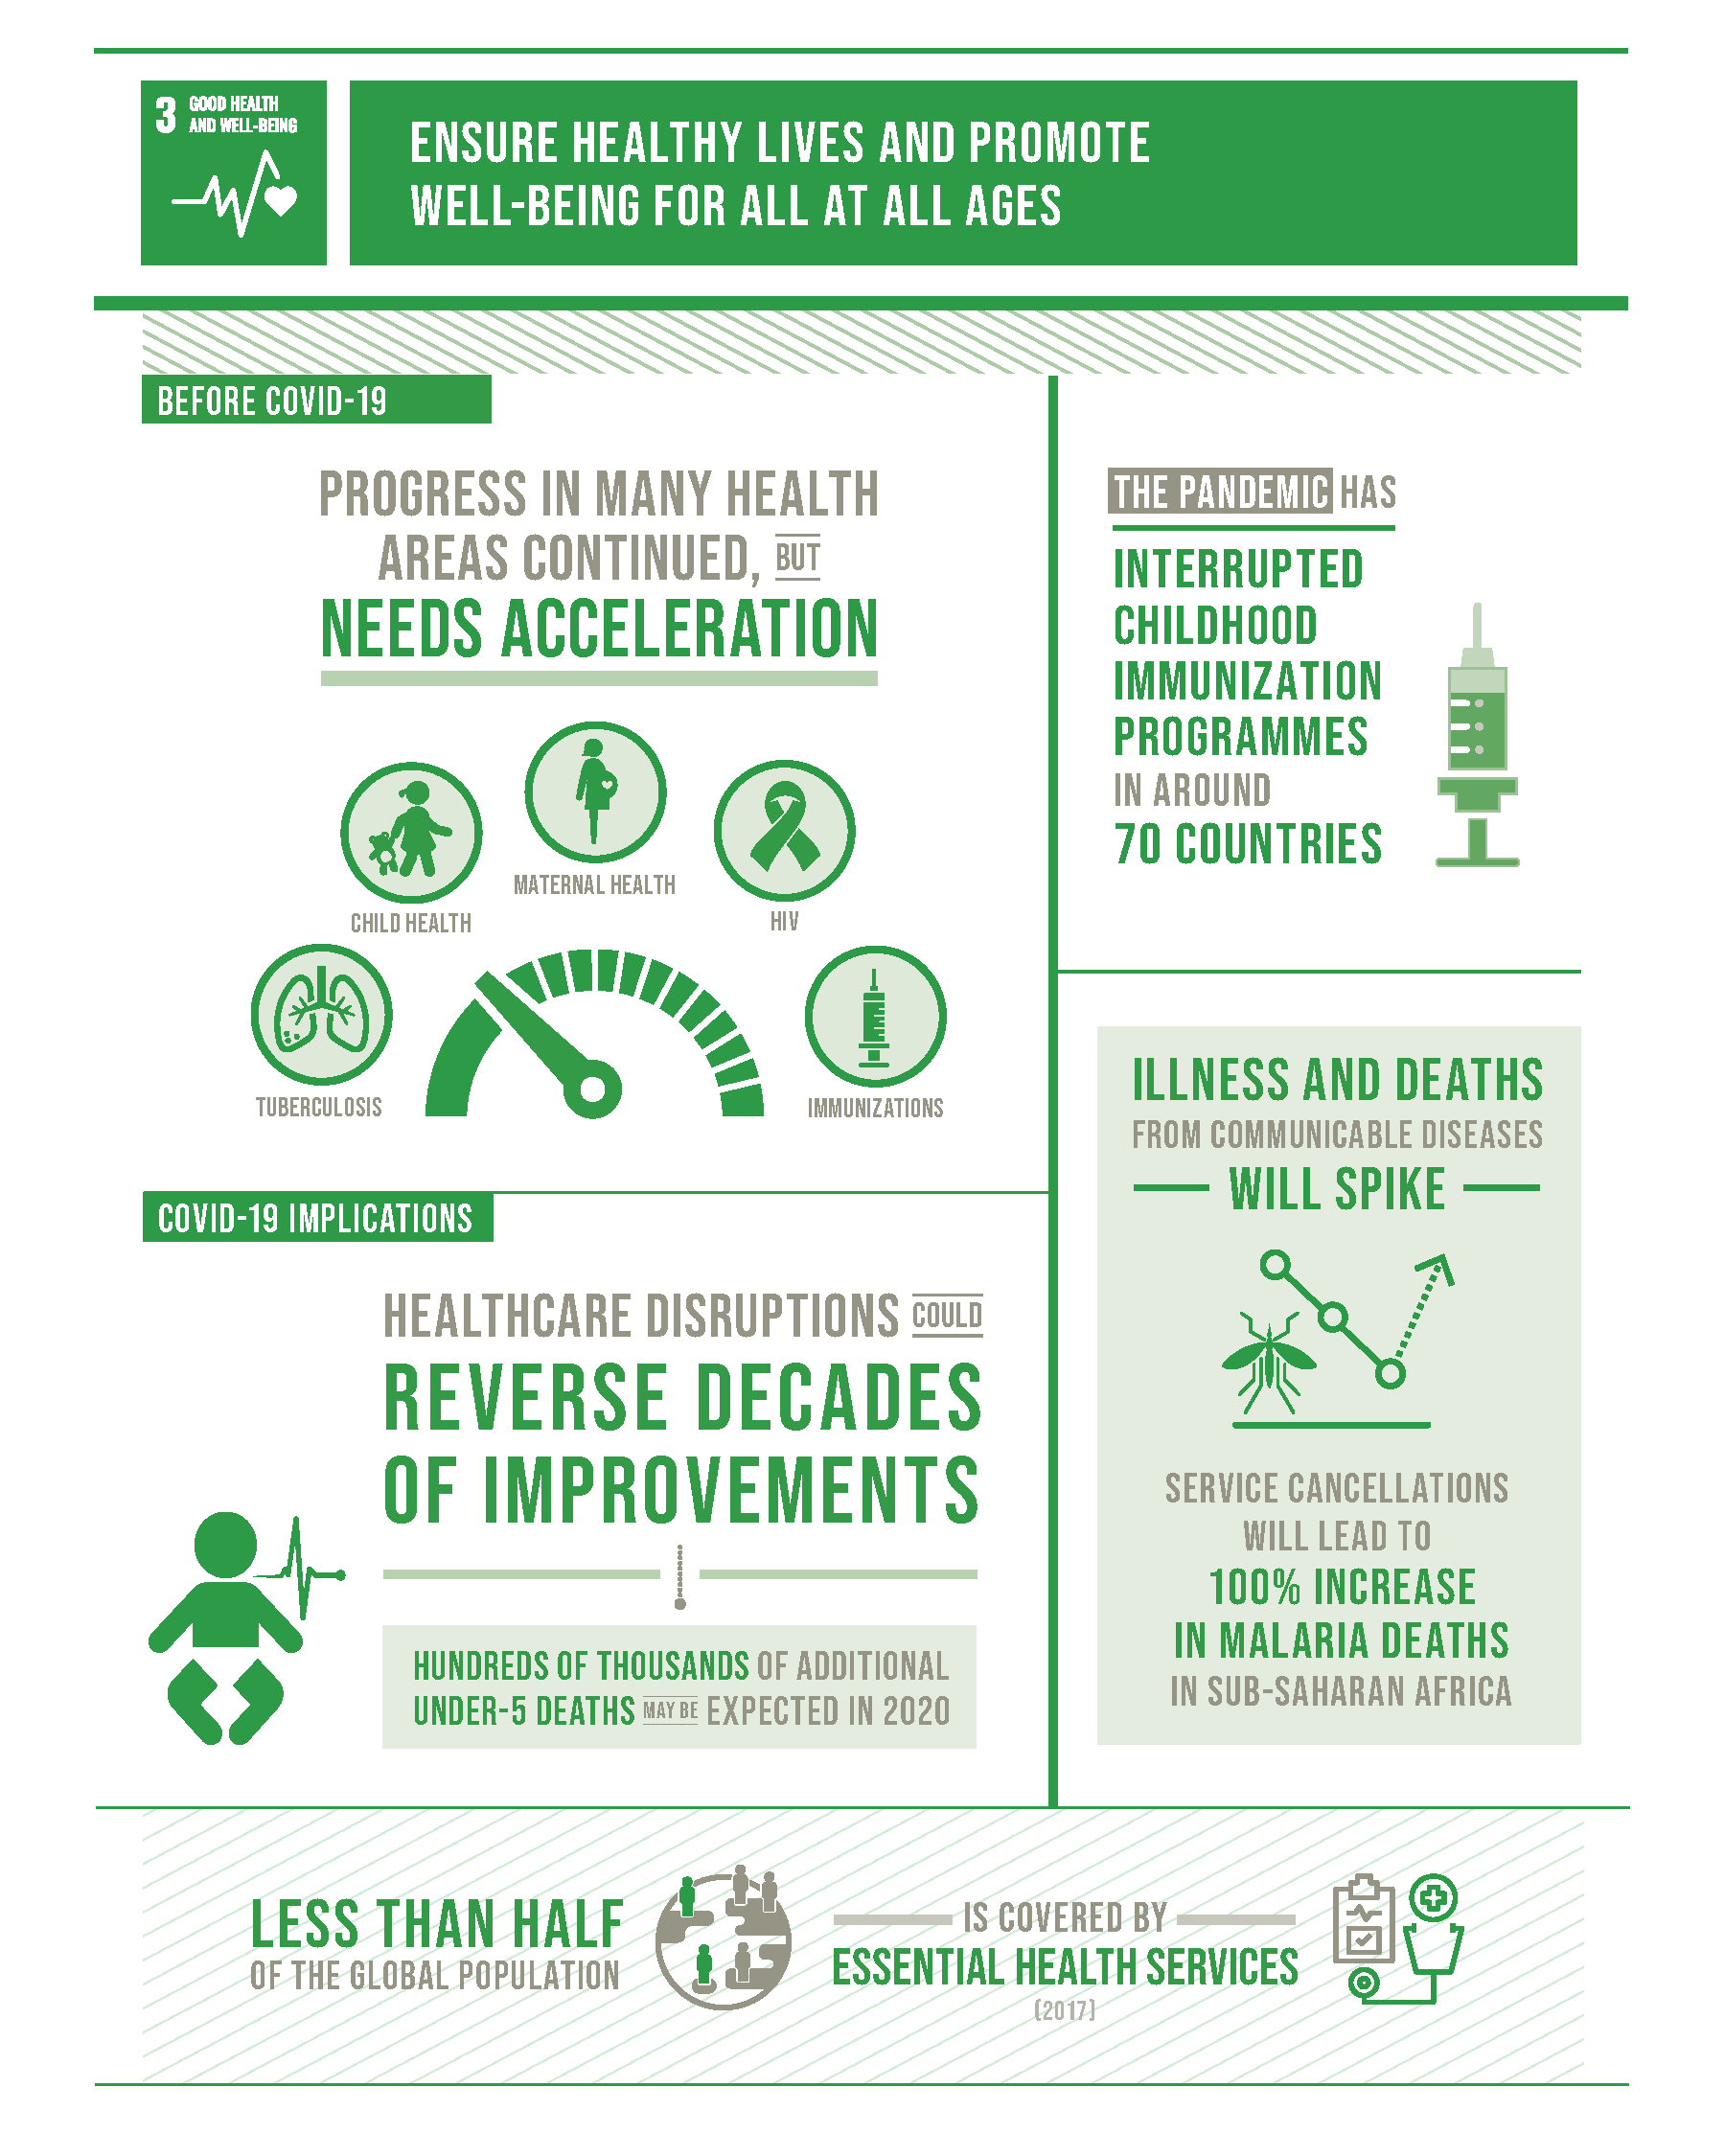 3 GOOD HEALTH
AND WELL-BEING
ENSURE HEALTHY LIVES AND PROMOTE
WELL-BEING FOR ALL AT ALL AGES
BEFORE COVID-19
PROGRESS IN MANY HEALTH
AREAS CONTINUED, BUT
NEEDS ACCELERATION
MATERNAL HEALTH
CHILD HEALTH
HIV
TUBERCULOSIS
IMMUNIZATIONS
THE PANDEMIC HAS
INTERRUPTED
CHILDHOOD
IMMUNIZATION
PROGRAMMES
IN AROUND
70 COUNTRIES
COVID-19 IMPLICATIONS
HEALTHCARE DISRUPTIONS COULD
REVERSE DECADES
OF IMPROVEMENTS
HUNDREDS OF THOUSANDS OF ADDITIONAL
UNDER-5 DEATHS MAY BE EXPECTED IN 2020
ILLNESS AND DEATHS
FROM COMMUNICABLE DISEASES
WILL SPIKE
SERVICE CANCELLATIONS
WILL LEAD TO
100% INCREASE
IN MALARIA DEATHS
IN SUB-SAHARAN AFRICA
LESS THAN HALF
OF THE GLOBAL POPULATION
IS COVERED BY
ESSENTIAL HEALTH SERVICES
(2017)